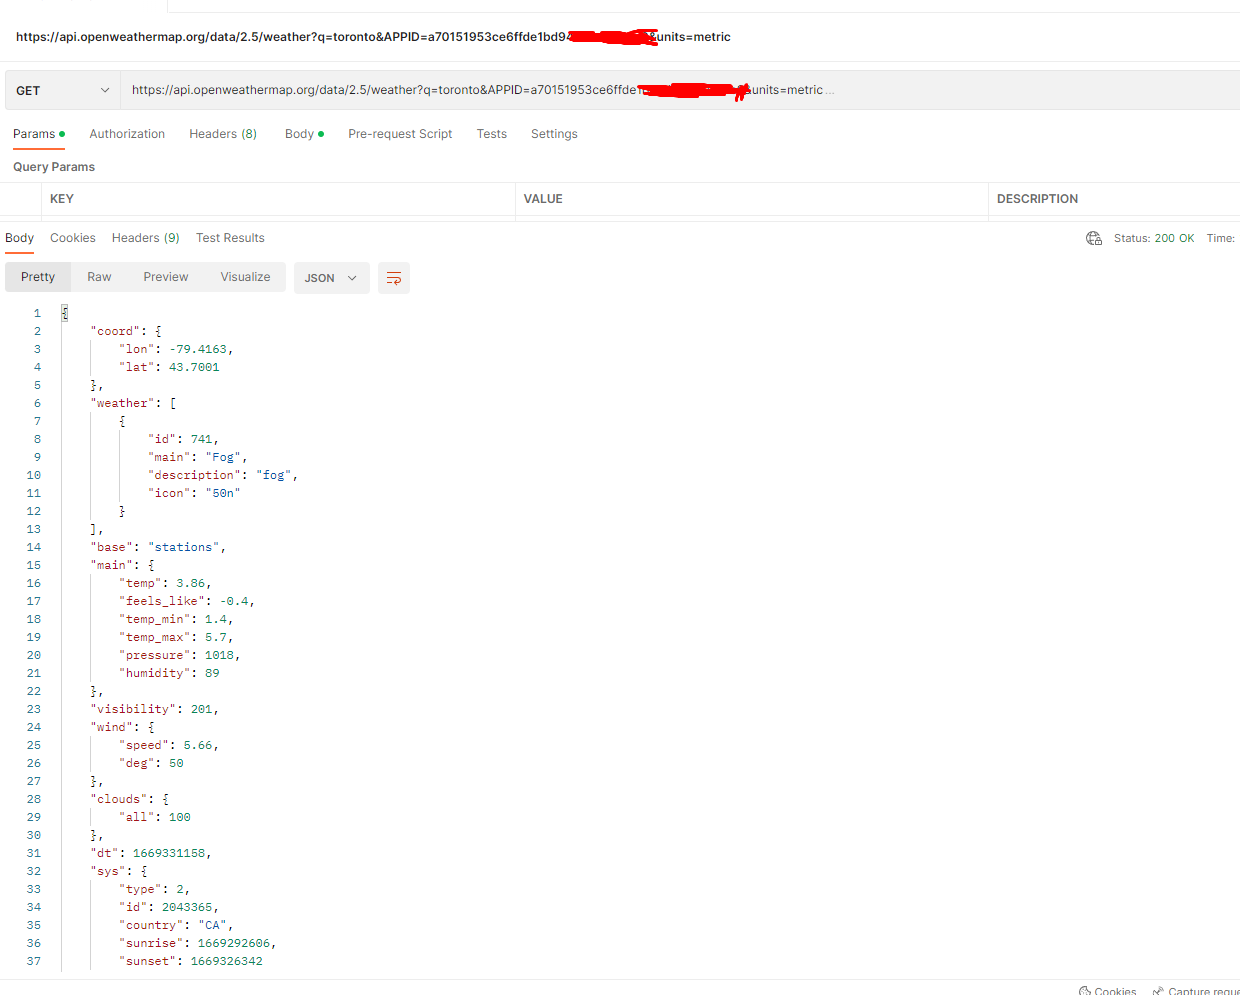 https://api.openweathermap.org/data/2.5/weather?q=toronto&APPID=a70151953ce6ffde1bd9 &units=metric
GET https://api.openweathermap.org/data/2.5/weather?q=toronto&APPID=a70151953ce6ffde &units=metric ...
Params Authorization Headers (8) Body Pre-request Script Tests Settings
Query Params
KEY VALUE DESCRIPTION
Body Cookies Headers (9) Test Results Status: 200 OK Time:
Pretty Raw Preview Visualize JSON
1 {
2 "coord": {
3 "lon": -79.4163,
4 "lat": 43.7001
5 },
6 "weather": [
7 {
8 "id": 741,
9 "main": "Fog",
10 "description": "fog",
11 "icon": "50n"
12 }
13 ],
14 "base": "stations",
15 "main": {
16 "temp": 3.86,
17 "feels_like": -0.4,
18 "temp_min": 1.4,
19 "temp_max": 5.7,
20 "pressure": 1018,
21 "humidity": 89
22 },
23 "visibility": 201,
24 "wind": {
25 "speed": 5.66,
26 "deg": 50
27 },
28 "clouds": {
29 "all": 100
30 },
31 "dt": 1669331158,
32 "sys": {
33 "type": 2,
34 "id": 2043365,
35 "country": "CA",
36 "sunrise": 1669292606,
37 "sunset": 1669326342
Cookies Capture reque